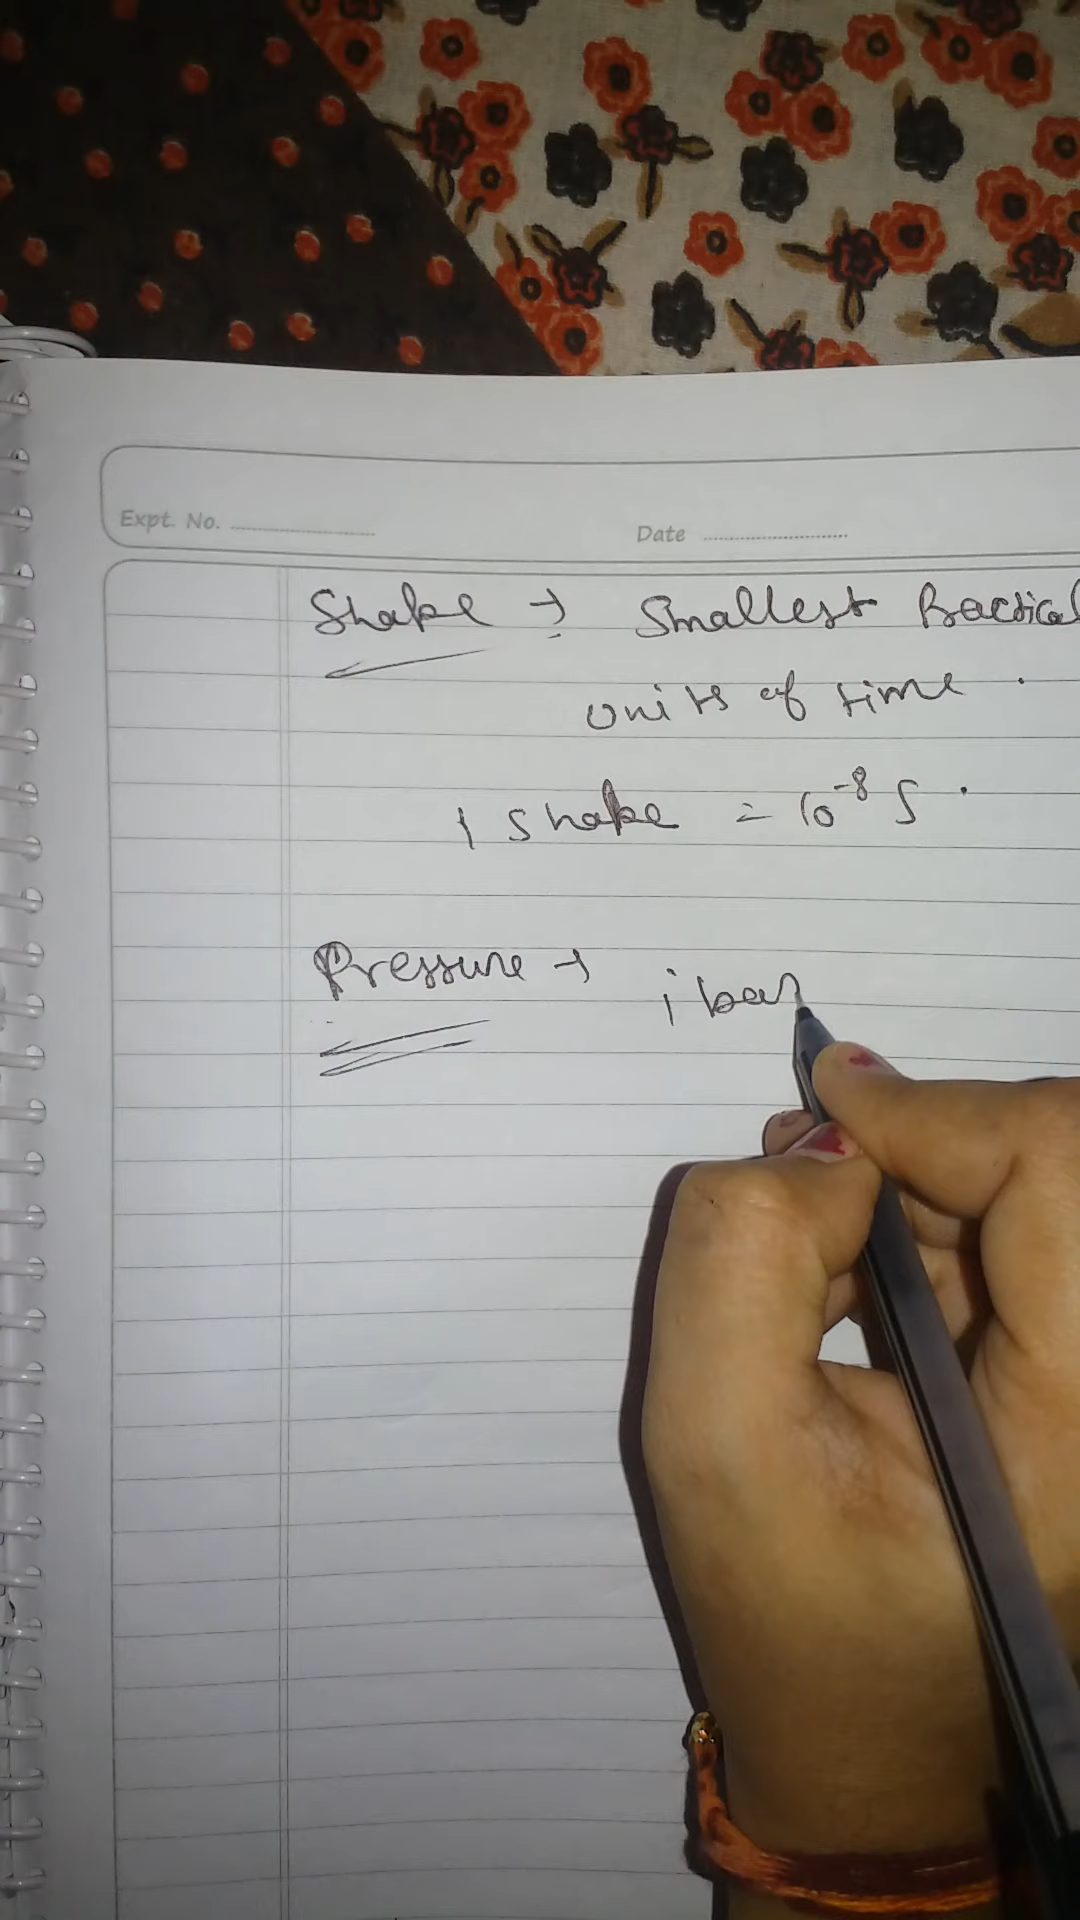 Expt. No.
Date
Shake → Smallest Practical
units of time.
1 shake = 10⁻⁸ s.
Pressure → 1 bar